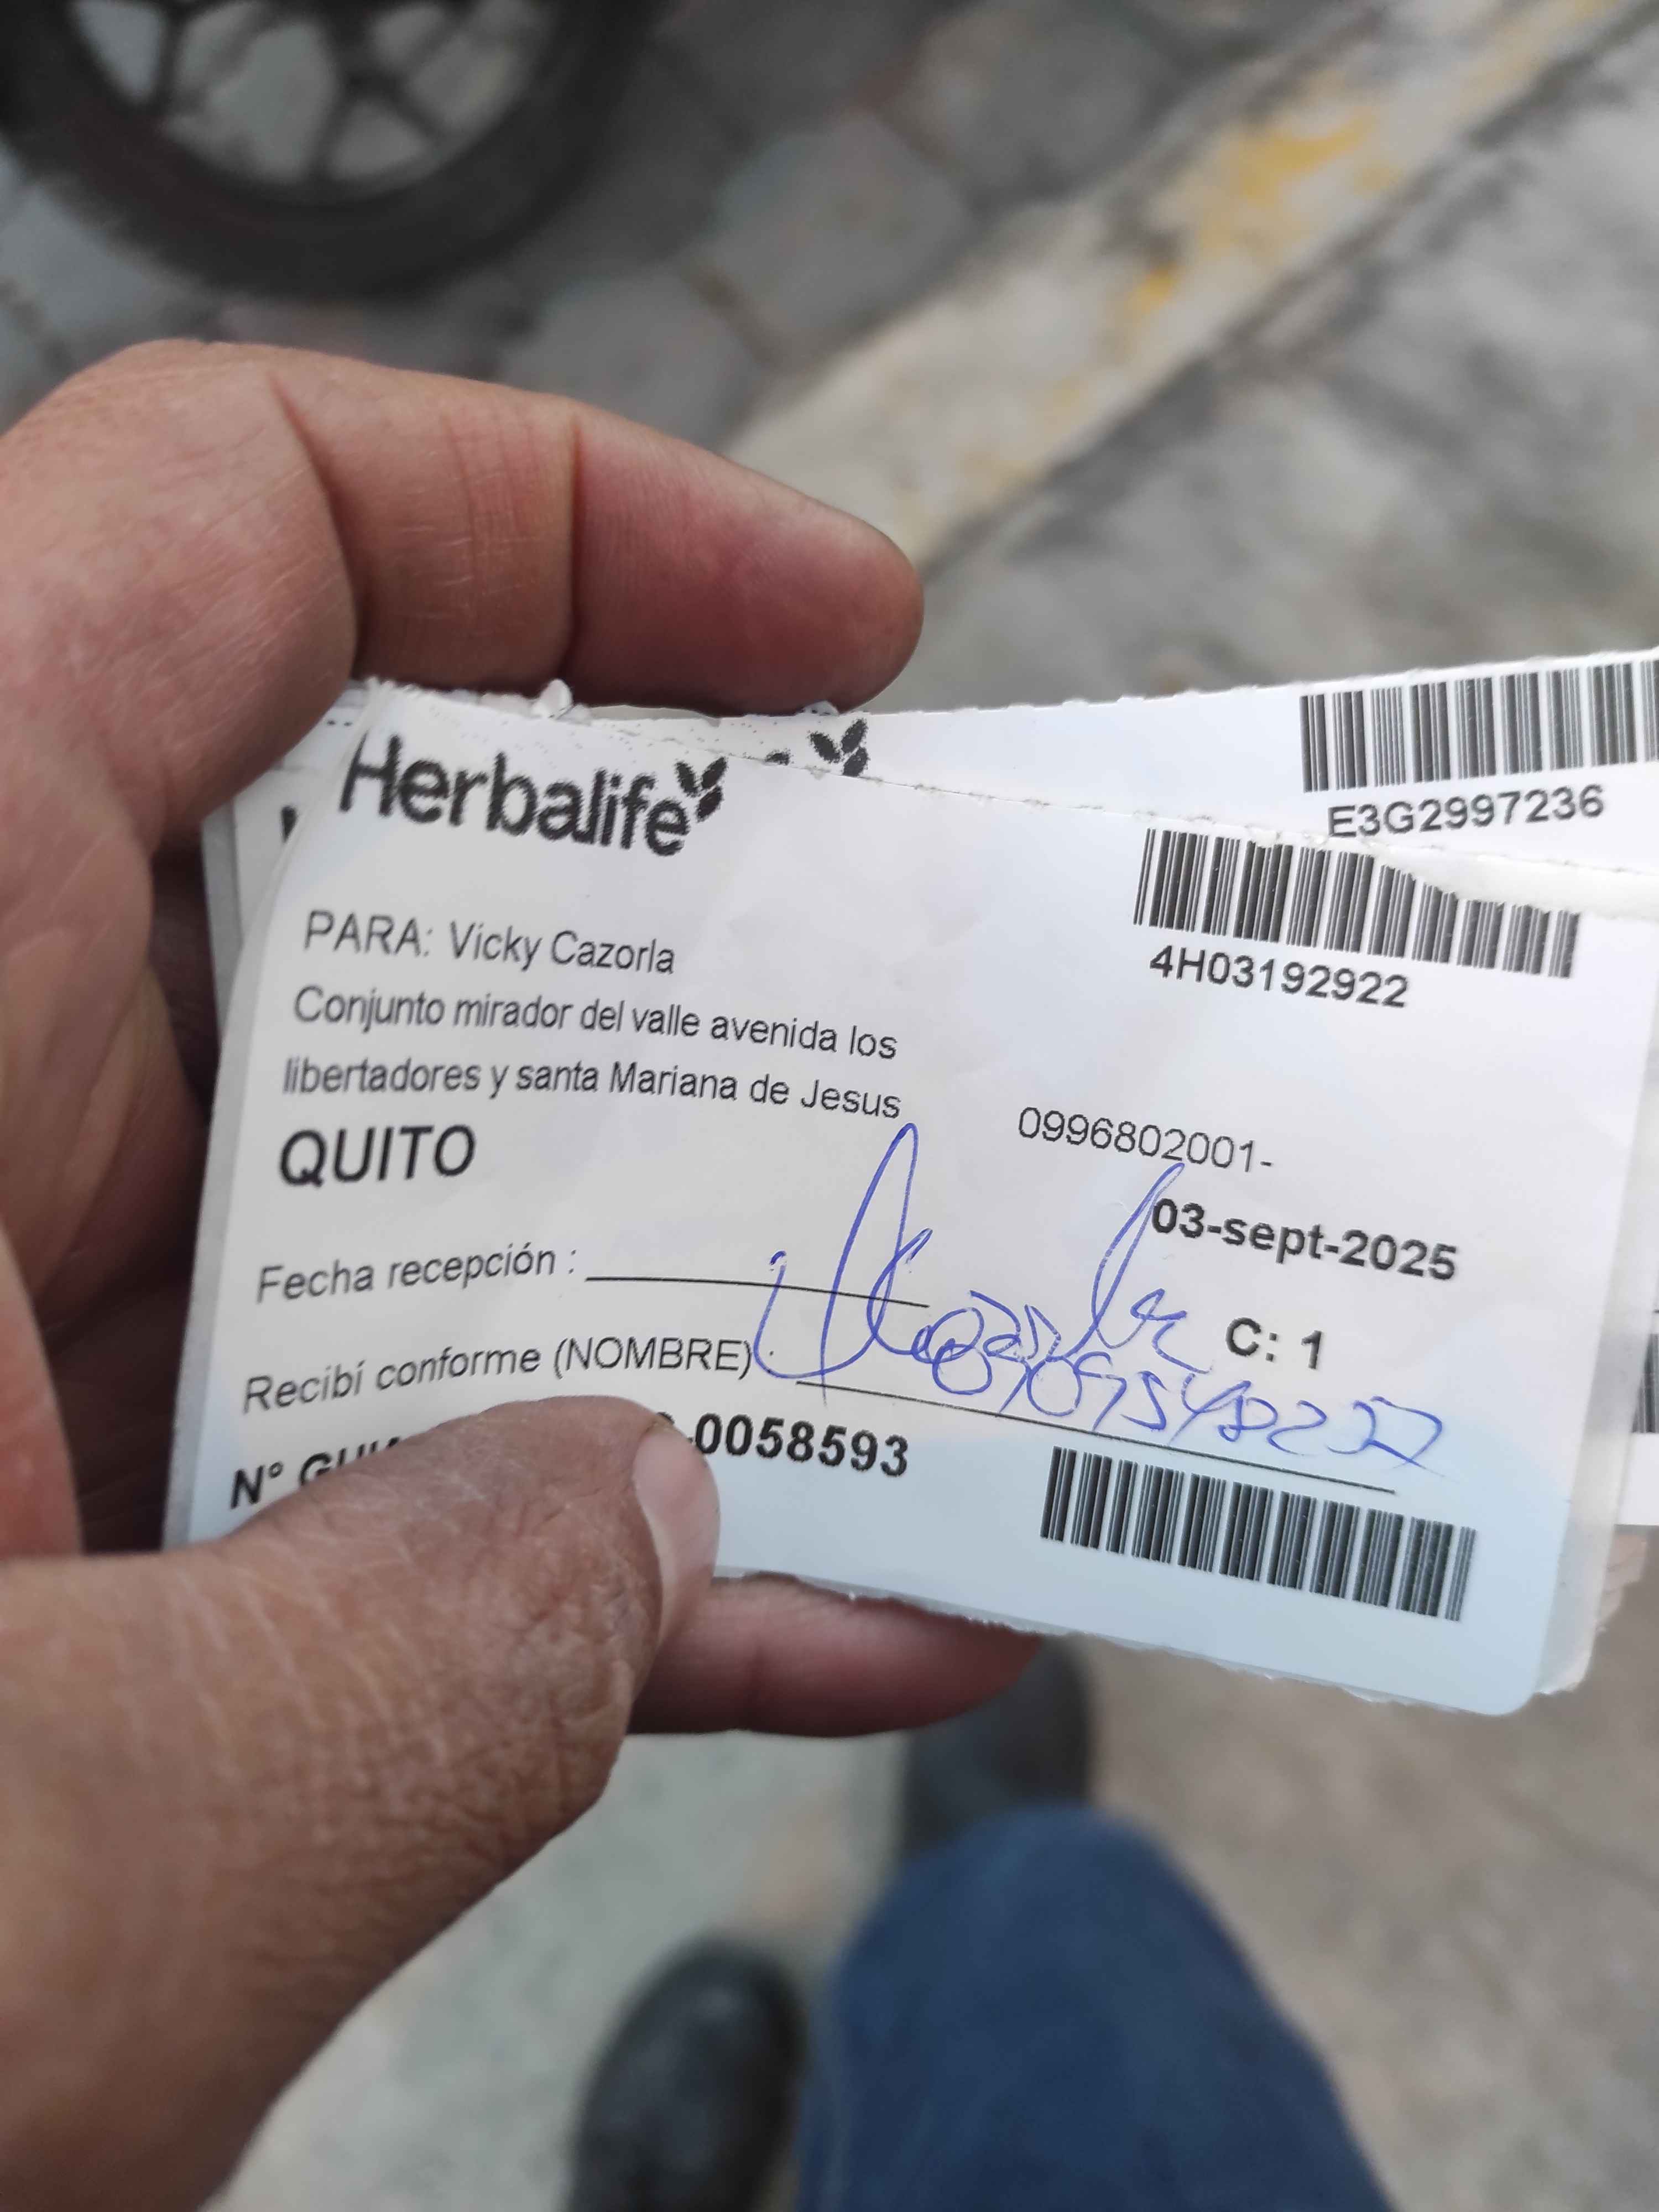 Herbalife
E3G2997236
4H03192922
PARA: Vicky Cazorla
Conjunto mirador del valle avenida los
libertadores y santa Mariana de Jesus
0996802001-
QUITO
03-sept-2025
Fecha recepción :
C: 1
Recibí conforme (NOMBRE)
Nº
-0058593